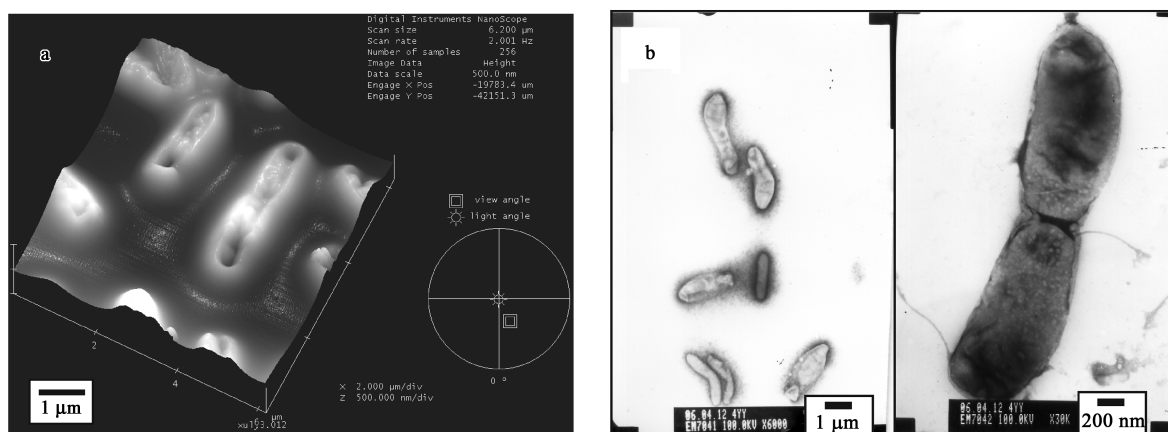 a
Digital Instruments NanoScope
Scan size 6.200 µm
Scan rate 2.001 Hz
Number of samples 256
Image Data Height
Data scale 500.0 nm
Engage X Pos -19783.4 um
Engage Y Pos -42151.3 um
view angle
light angle
0 °
2
4
µm
X 2.000 µm/div
Z 500.000 nm/div
1 µm
b
06.04.12 4YY
EM7041 100.0KV X6000
1 µm
06.04.12 4YY
EM7042 100.0KV X30K
200 nm